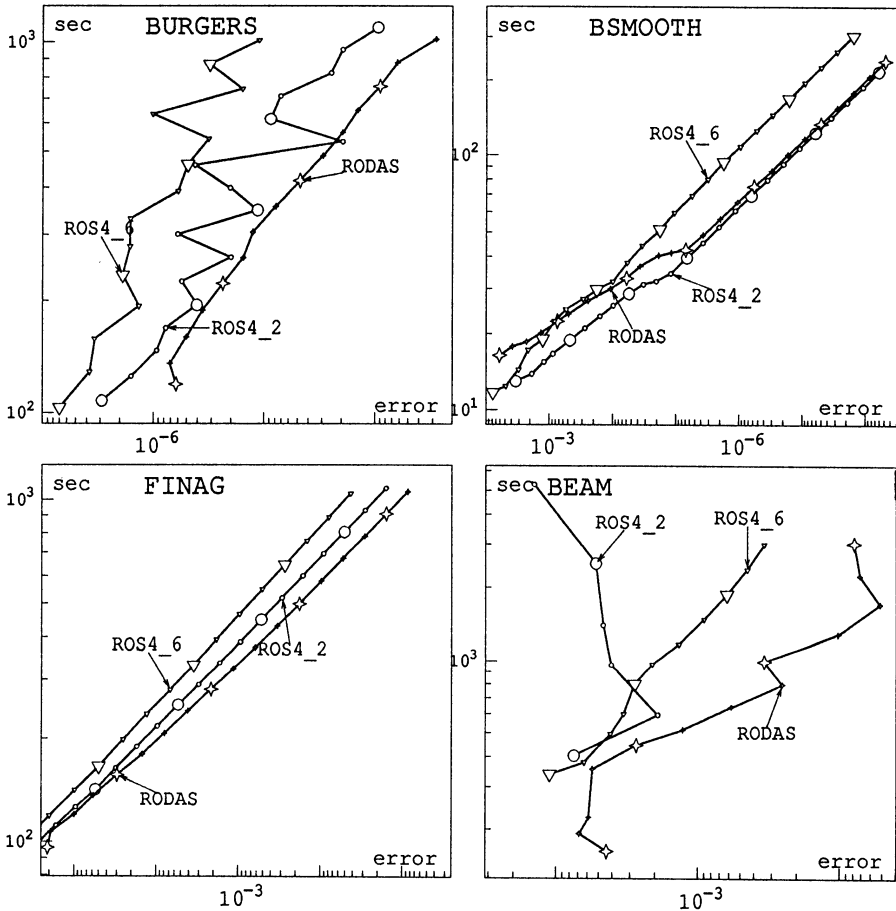 sec BURGERS
10^3
RODAS
ROS4_6
ROS4_2
10^2
error
10^-6
sec BSMOOTH
ROS4_6
10^2
ROS4_2
RODAS
10^1
error
10^-3 10^-6
sec FINAG
10^3
ROS4_6
ROS4_2
RODAS
10^2
error
10^-3
sec BEAM
ROS4_2
ROS4_6
10^3
RODAS
error
10^-3